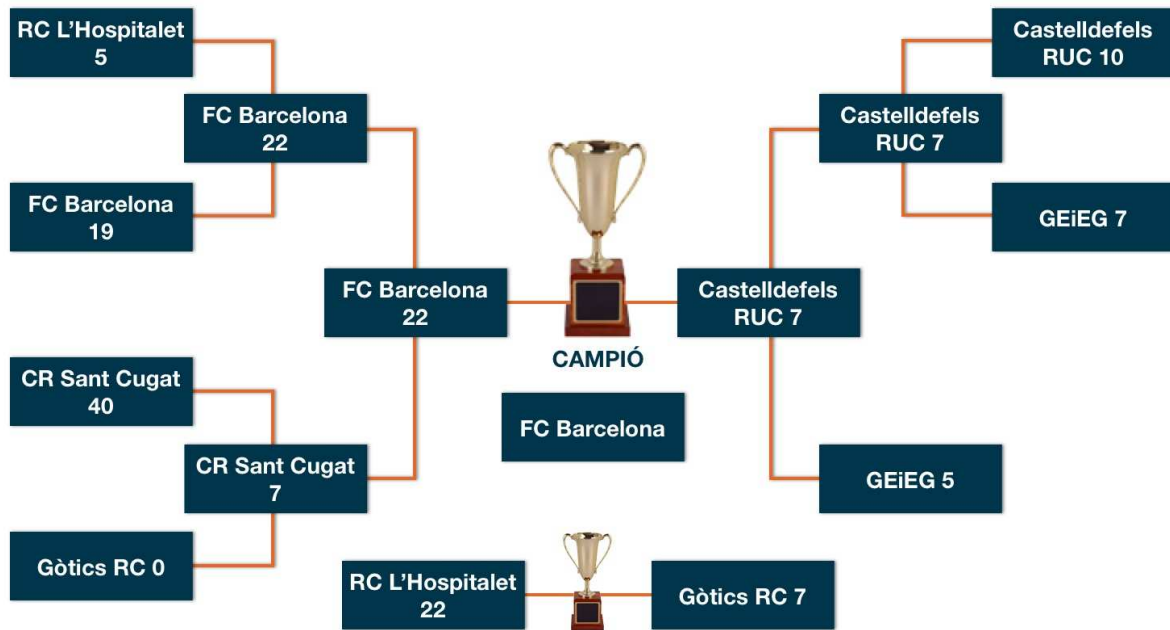 RC L’Hospitalet
5
FC Barcelona
22
FC Barcelona
19
FC Barcelona
22
CR Sant Cugat
40
CR Sant Cugat
7
Gòtics RC 0
CAMPIÓ
FC Barcelona
Castelldefels
RUC 10
Castelldefels
RUC 7
GEiEG 7
Castelldefels
RUC 7
GEiEG 5
RC L’Hospitalet
22
Gòtics RC 7